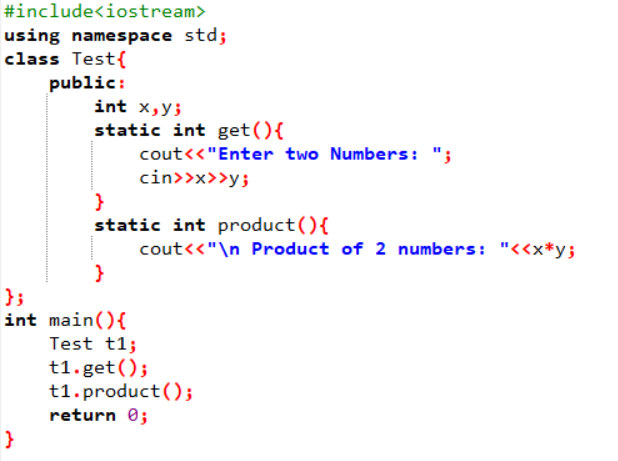 #include<iostream>
using namespace std;
class Test{
    public:
        int x,y;
        static int get(){
            cout<<"Enter two Numbers: ";
            cin>>x>>y;
        }
        static int product(){
            cout<<"\n Product of 2 numbers: "<<x*y;
        }
};
int main(){
    Test t1;
    t1.get();
    t1.product();
    return 0;
}